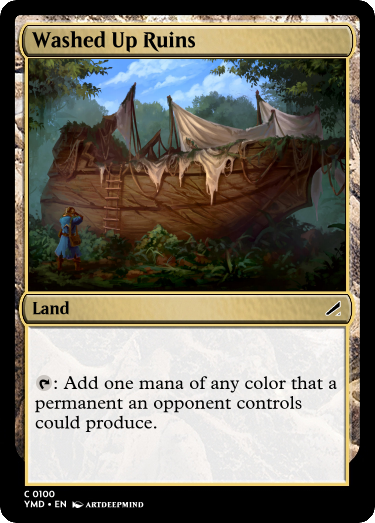 Washed Up Ruins
Land
: Add one mana of any color that a
permanent an opponent controls
could produce.
C 0100
YMD • EN ARTDEEPMIND